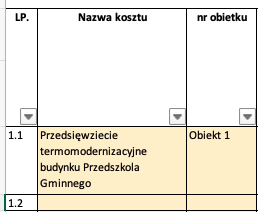 LP. Nazwa kosztu nr obietku
1.1 Przedsięwziecie Obiekt 1
termomodernizacyjne
budynku Przedszkola
Gminnego
1.2